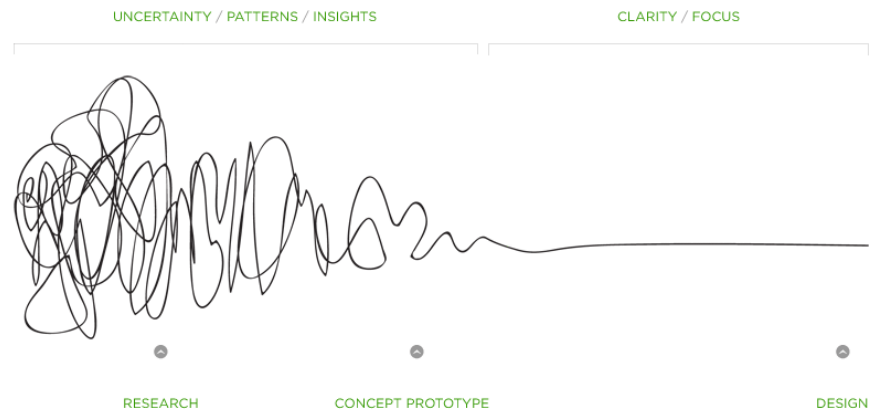 UNCERTAINTY / PATTERNS / INSIGHTS
CLARITY / FOCUS
RESEARCH
CONCEPT PROTOTYPE
DESIGN